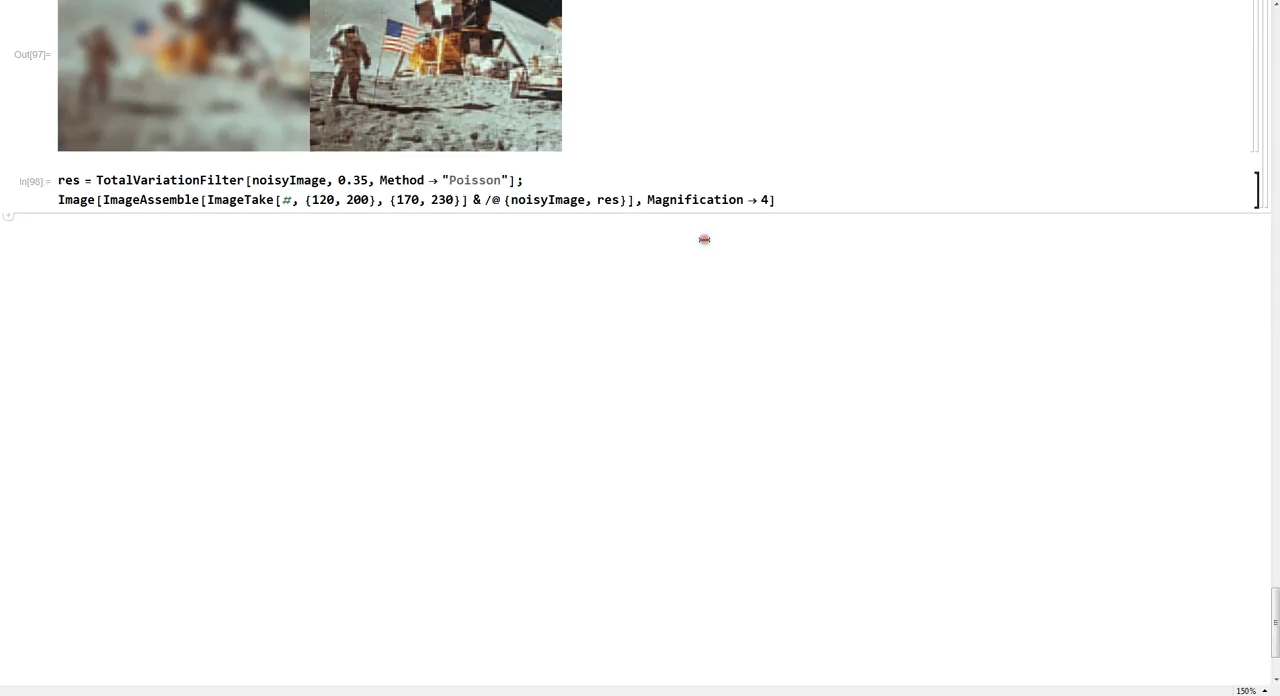 Out[97]=
In[98]:= res = TotalVariationFilter[noisyImage, 0.35, Method → "Poisson"];
Image[ImageAssemble[ImageTake[#, {120, 200}, {170, 230}] & /@ {noisyImage, res}], Magnification → 4]
150%